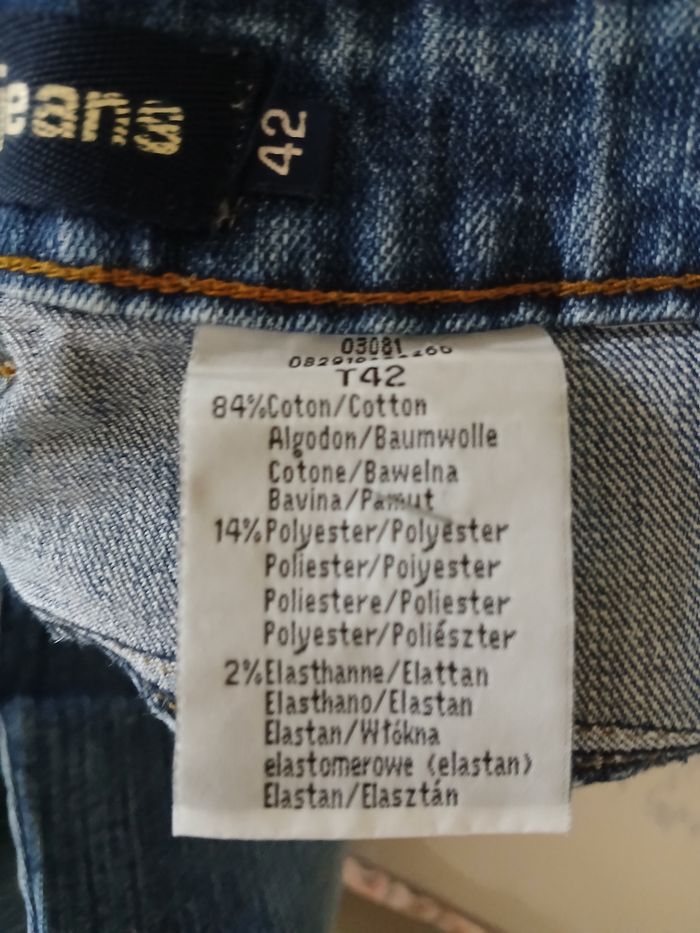 jeans
42
03081
T42
84%Coton/Cotton
Algodon/Baumwolle
Cotone/Bawelna
Bavina/Pamut
14%Polyester/Polyester
Poliester/Polyester
Poliestere/Poliester
Polyester/Poliészter
2%Elasthanne/Elattan
Elasthano/Elastan
Elastan/Włókna
elastomerowe (elastan)
Elastan/Elasztán